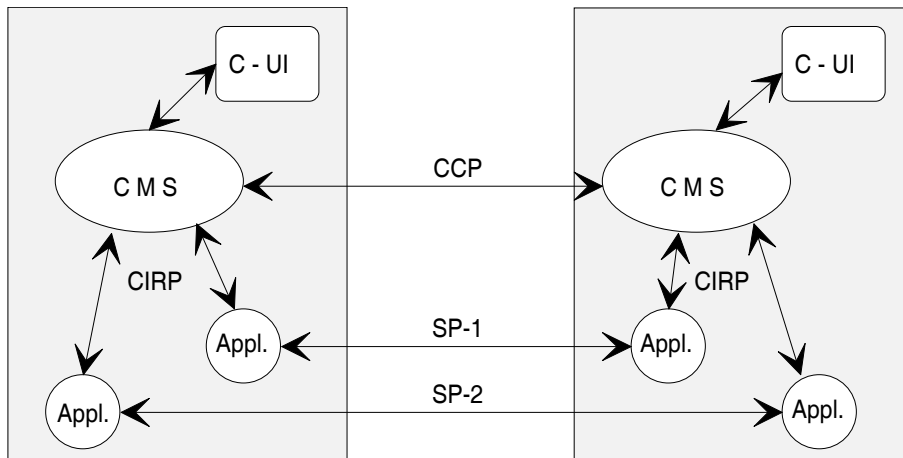 C - UI
C - UI
CCP
C M S
C M S
CIRP
CIRP
SP-1
Appl.
Appl.
SP-2
Appl.
Appl.